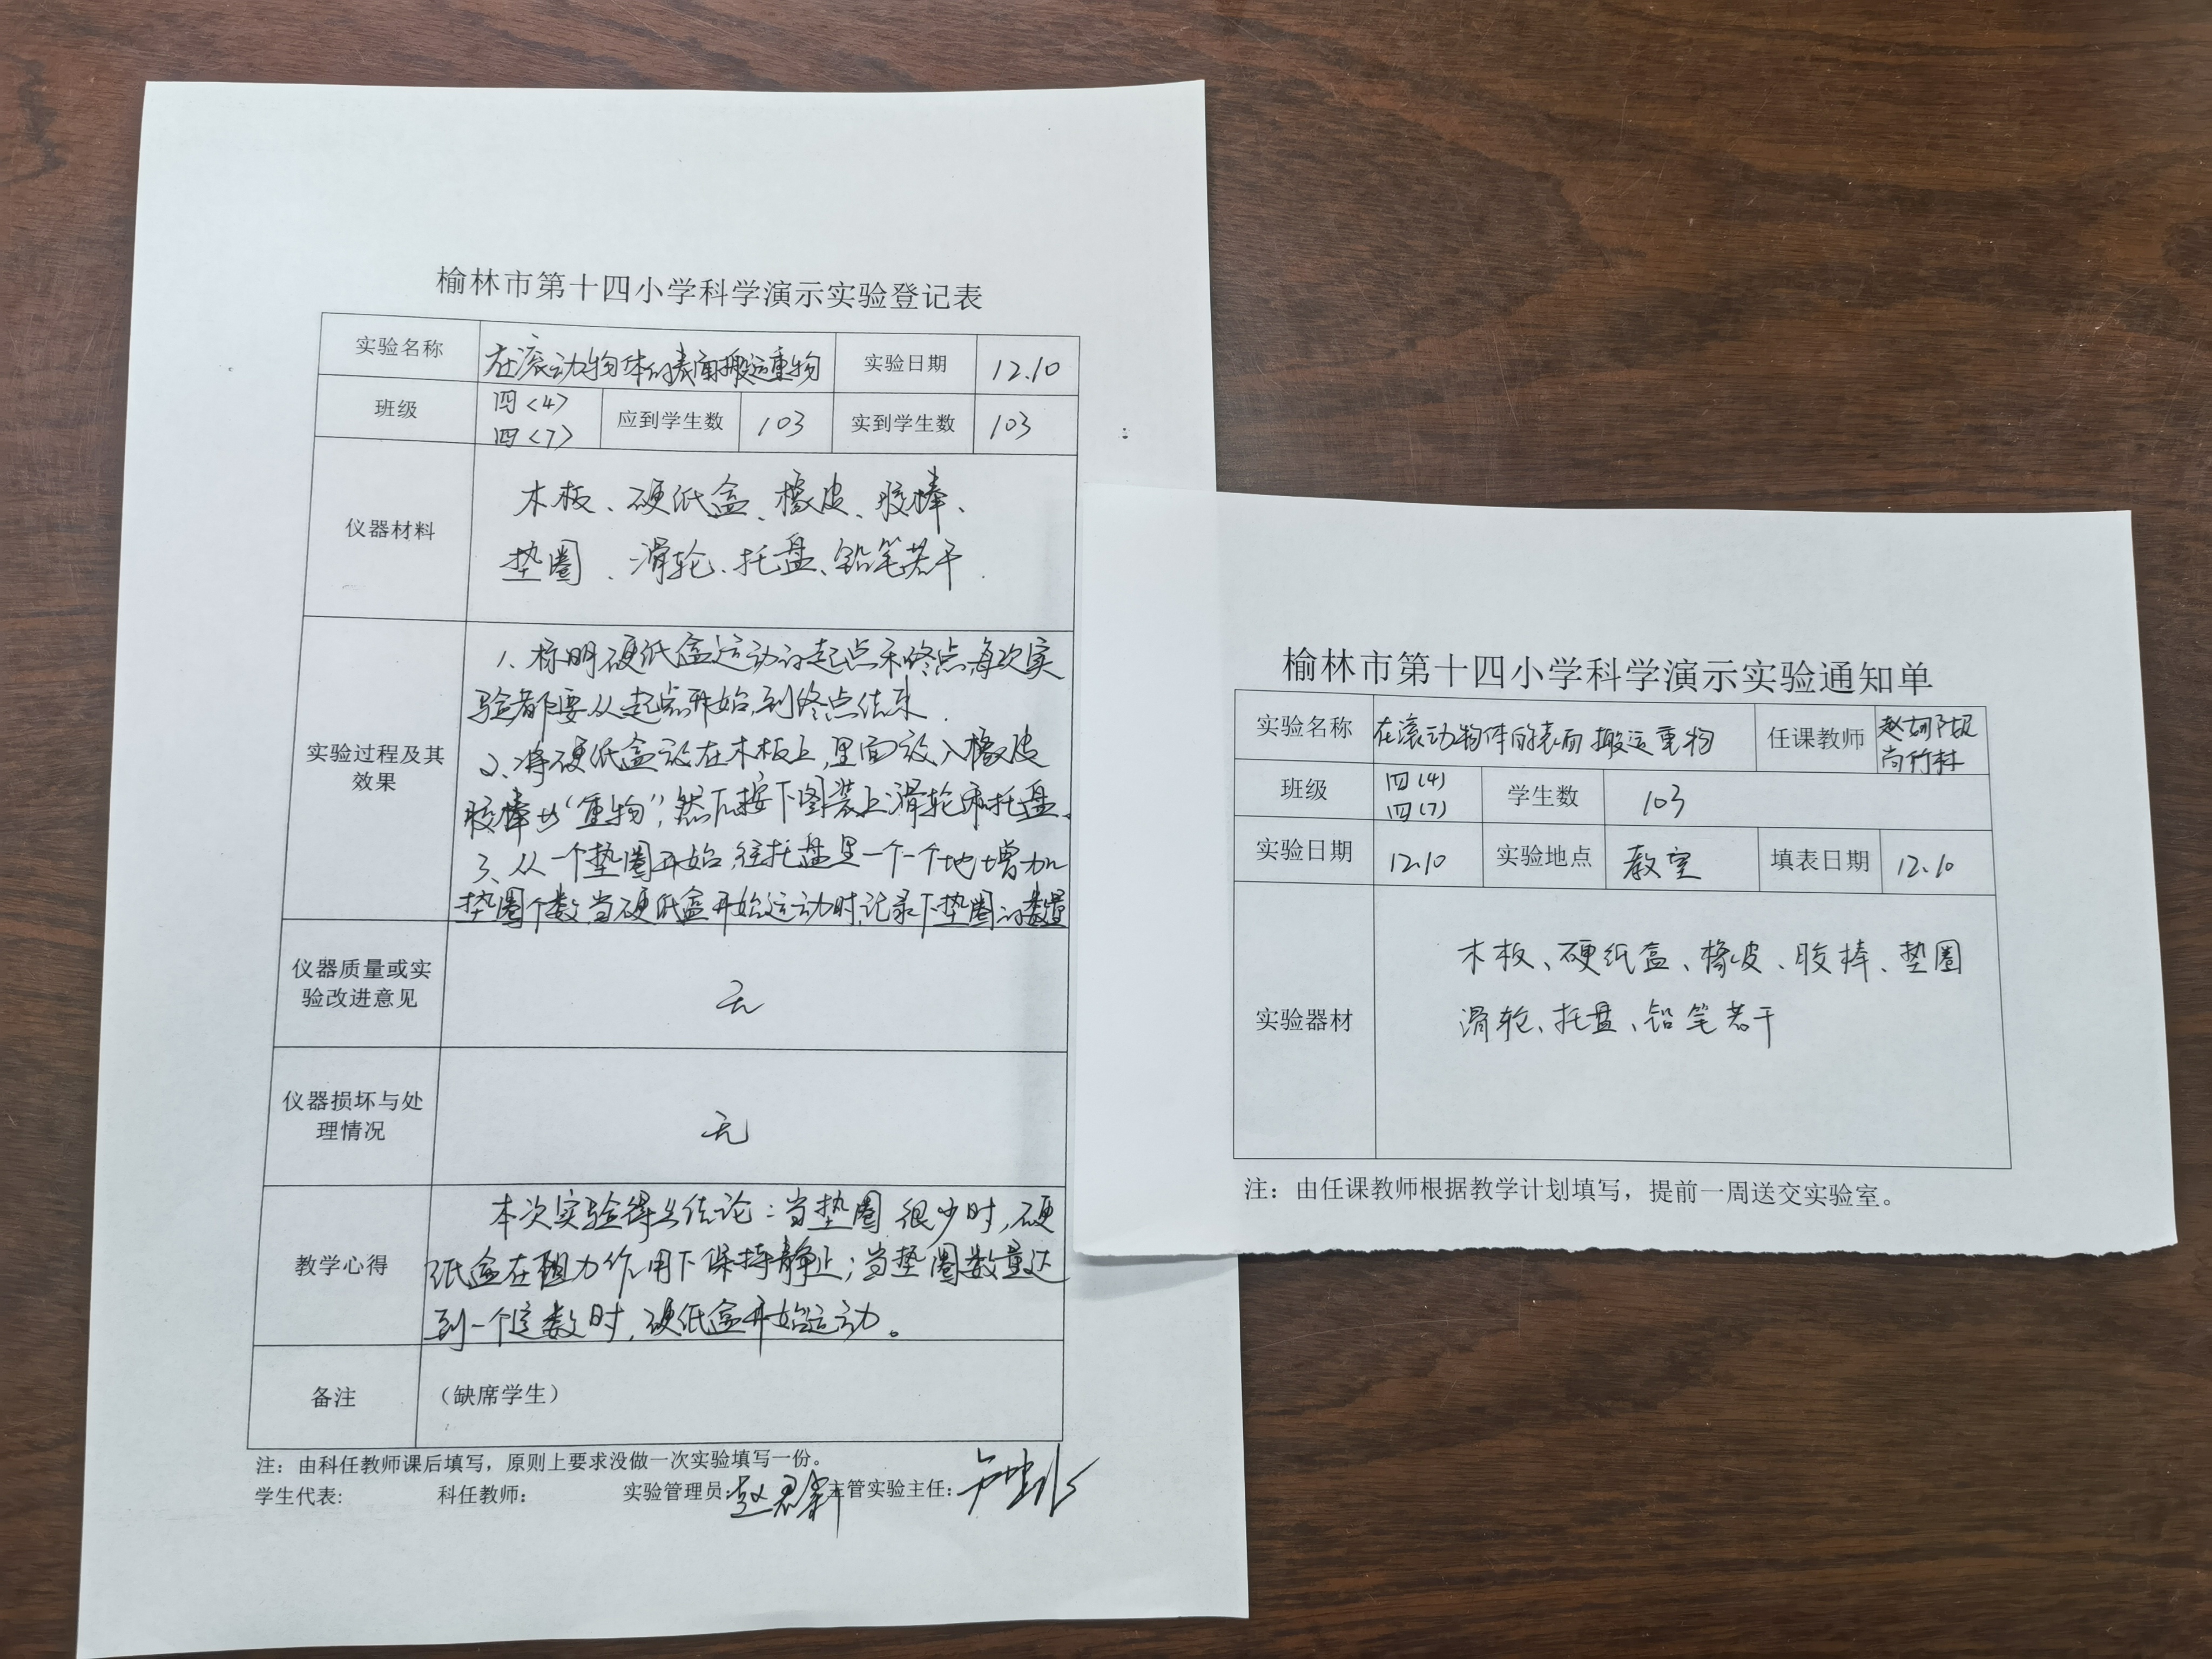 榆林市第十四小学科学演示实验登记表
实验名称 在滚动物体的表面搬运重物 实验日期 12.10
班级 四<4> 四<7> 应到学生数 103 实到学生数 103
仪器材料
木板、硬纸盒、橡皮、胶棒、
垫圈、滑轮、托盘、铅笔若干.
实验过程及其
效果
1、标明硬纸盒运动的起点和终点,每次实
验都要从起点开始,到终点结束.
2、将硬纸盒放在木板上,里面放入橡皮
胶棒等“重物”,然后按下图装上滑轮和托盘.
3、从一个垫圈开始,往托盘里一个一个地增加
垫圈个数,当硬纸盒开始运动时,记录下垫圈的数量
仪器质量或实
验改进意见
无
仪器损坏与处
理情况
无
教学心得
本次实验得出结论:当垫圈很少时,硬
纸盒在阻力作用下保持静止;当垫圈数量达
到一个定数时,硬纸盒开始运动。
备注 (缺席学生)
注:由科任教师课后填写,原则上要求没做一次实验填写一份。
学生代表: 科任教师: 实验管理员: 主管实验主任:
榆林市第十四小学科学演示实验通知单
实验名称 在滚动物体的表面搬运重物 任课教师 尚竹林
班级 四(4) 四(7) 学生数 103
实验日期 12.10 实验地点 教室 填表日期 12.10
实验器材
木板、硬纸盒、橡皮、胶棒、垫圈
滑轮、托盘、铅笔若干
注:由任课教师根据教学计划填写,提前一周送交实验室。